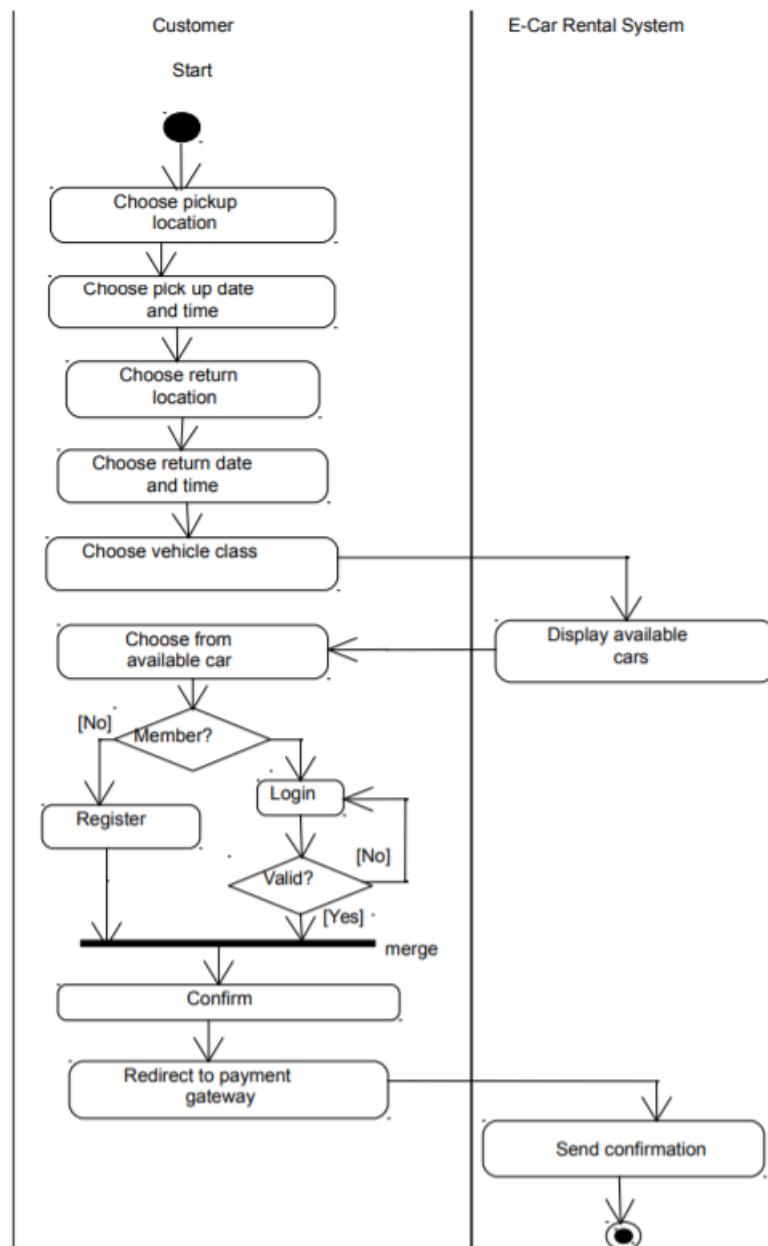 Customer
E-Car Rental System
Start
Choose pickup
location
Choose pick up date
and time
Choose return
location
Choose return date
and time
Choose vehicle class
Choose from
available car
Display available
cars
[No]
Member?
Login
Register
[No]
Valid?
[Yes]
merge
Confirm
Redirect to payment
gateway
Send confirmation